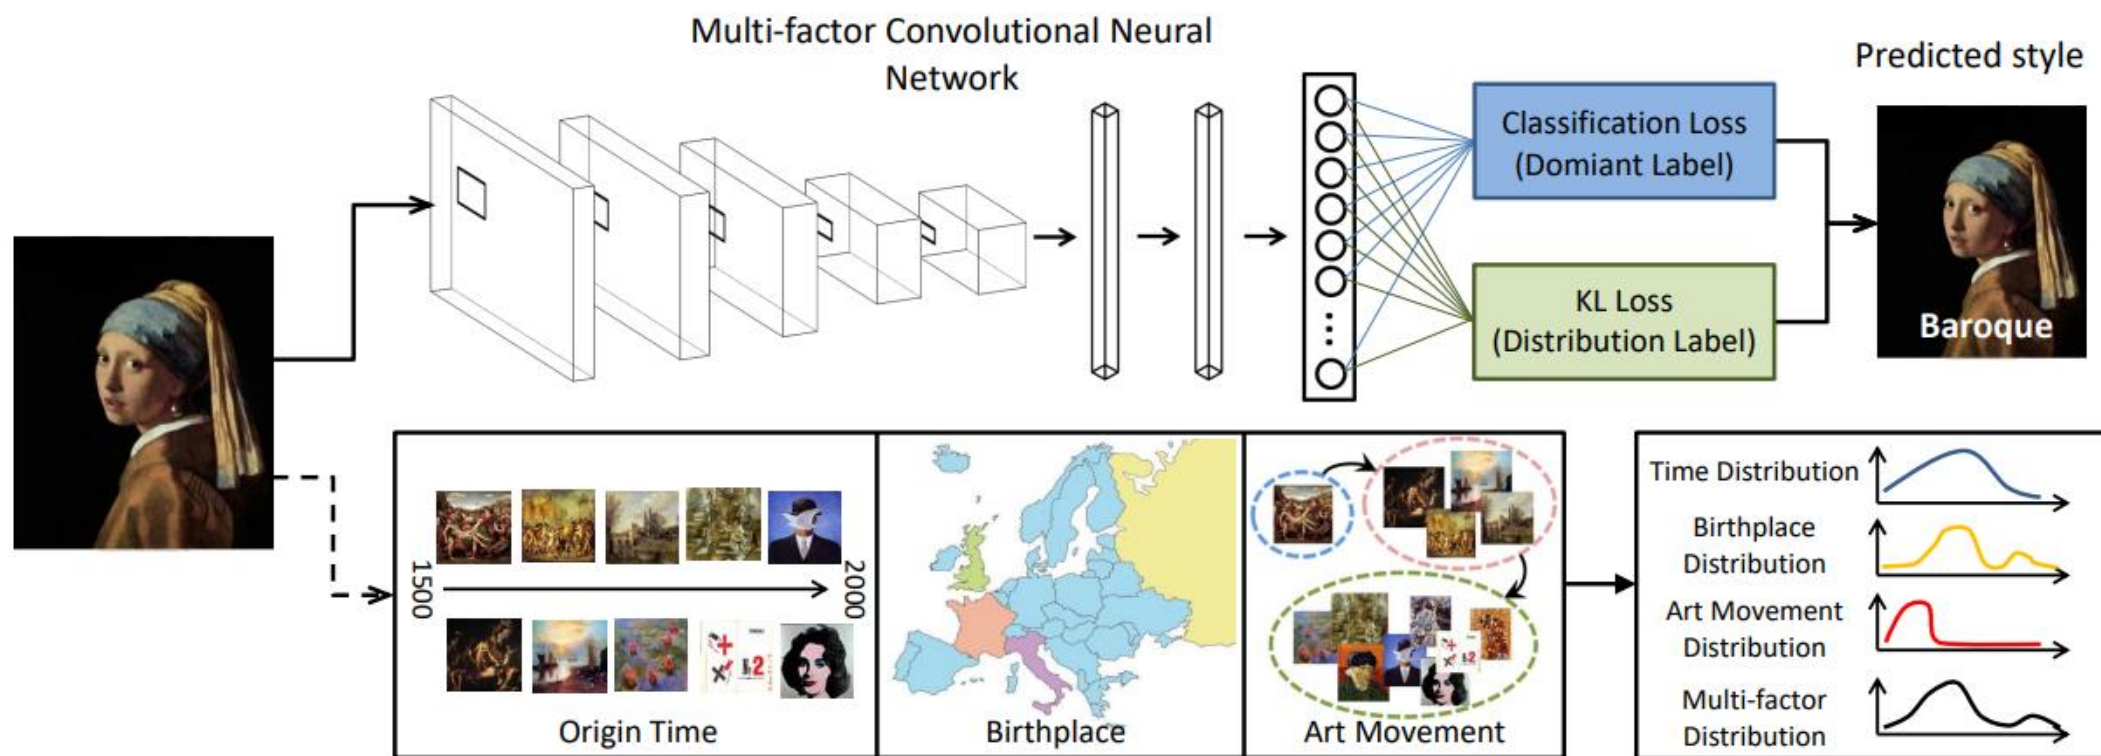 Multi-factor Convolutional Neural
Network
Predicted style
Classification Loss
(Domiant Label)
KL Loss
(Distribution Label)
Baroque
1500
2000
Origin Time
Birthplace
Art Movement
Time Distribution
Birthplace
Distribution
Art Movement
Distribution
Multi-factor
Distribution